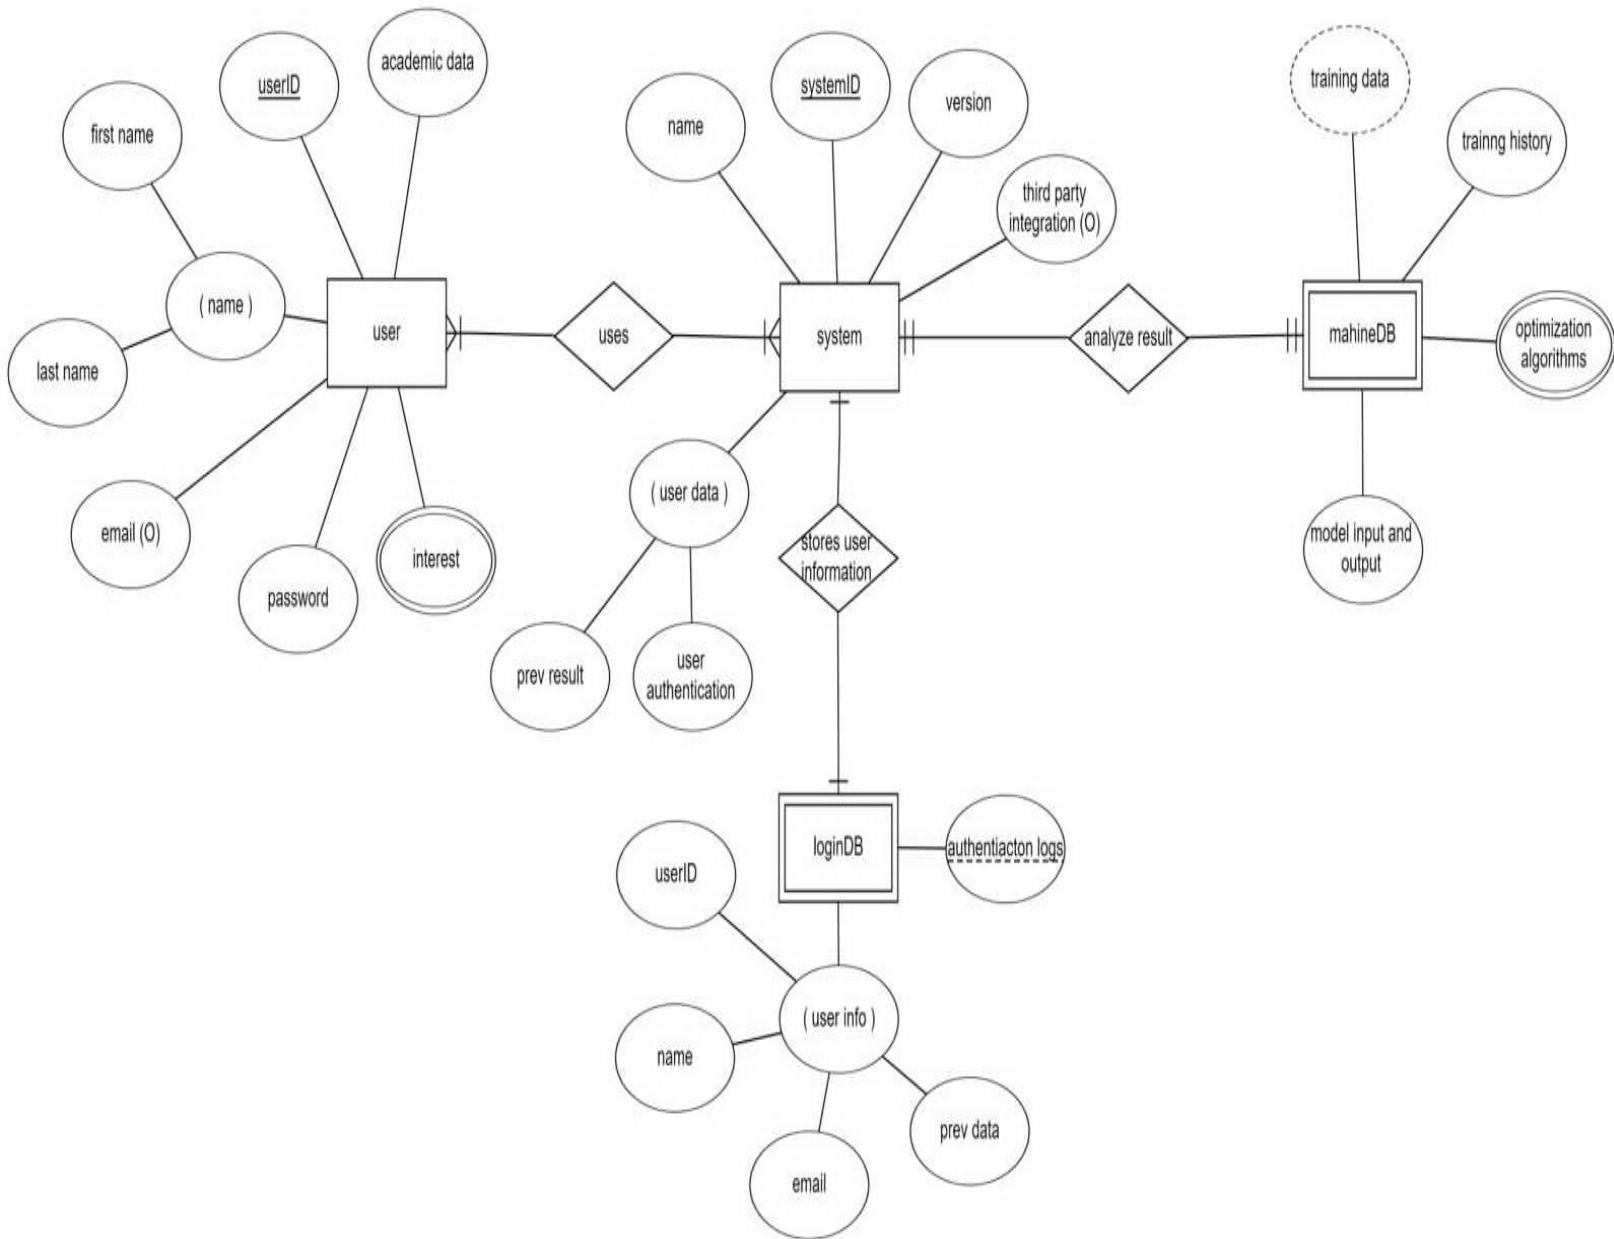 academic data
userID
first name
( name )
last name
user
email (O)
password
interest
uses
name
systemID
version
third party
integration (O)
system
( user data )
prev result
user
authentication
analyze result
training data
trainng history
mahineDB
optimization
algorithms
model input and
output
stores user
information
loginDB
authentiacton logs
userID
( user info )
name
email
prev data